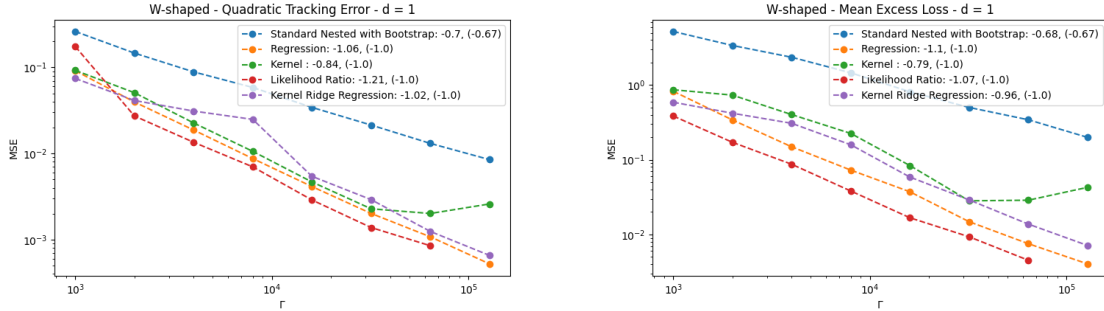 W-shaped - Quadratic Tracking Error - d = 1
MSE
10⁻¹
10⁻²
10⁻³
Standard Nested with Bootstrap: -0.7, (-0.67)
Regression: -1.06, (-1.0)
Kernel : -0.84, (-1.0)
Likelihood Ratio: -1.21, (-1.0)
Kernel Ridge Regression: -1.02, (-1.0)
10³
10⁴
10⁵
Γ
W-shaped - Mean Excess Loss - d = 1
MSE
10⁰
10⁻¹
10⁻²
Standard Nested with Bootstrap: -0.68, (-0.67)
Regression: -1.1, (-1.0)
Kernel : -0.79, (-1.0)
Likelihood Ratio: -1.07, (-1.0)
Kernel Ridge Regression: -0.96, (-1.0)
10³
10⁴
10⁵
Γ